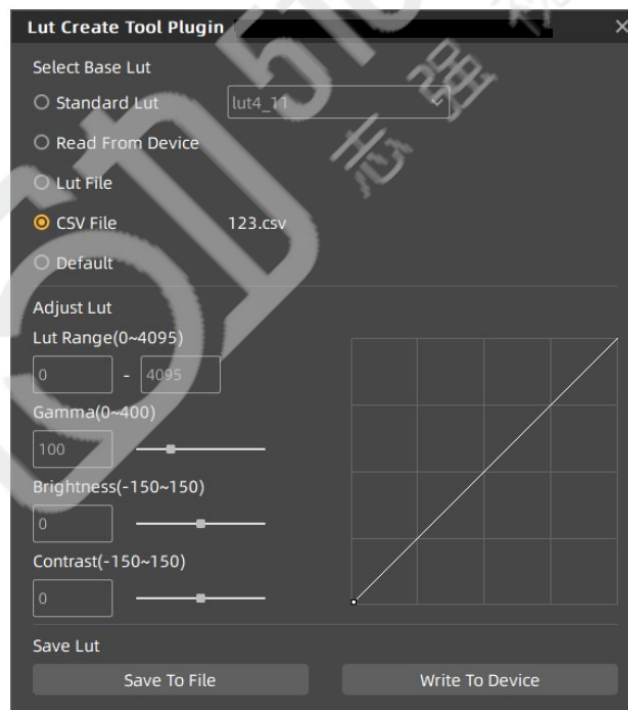 Lut Create Tool Plugin
Select Base Lut
Standard Lut
lut4_11
Read From Device
Lut File
CSV File
123.csv
Default
Adjust Lut
Lut Range(0~4095)
0 - 4095
Gamma(0~400)
100
Brightness(-150~150)
0
Contrast(-150~150)
0
Save Lut
Save To File
Write To Device
志强